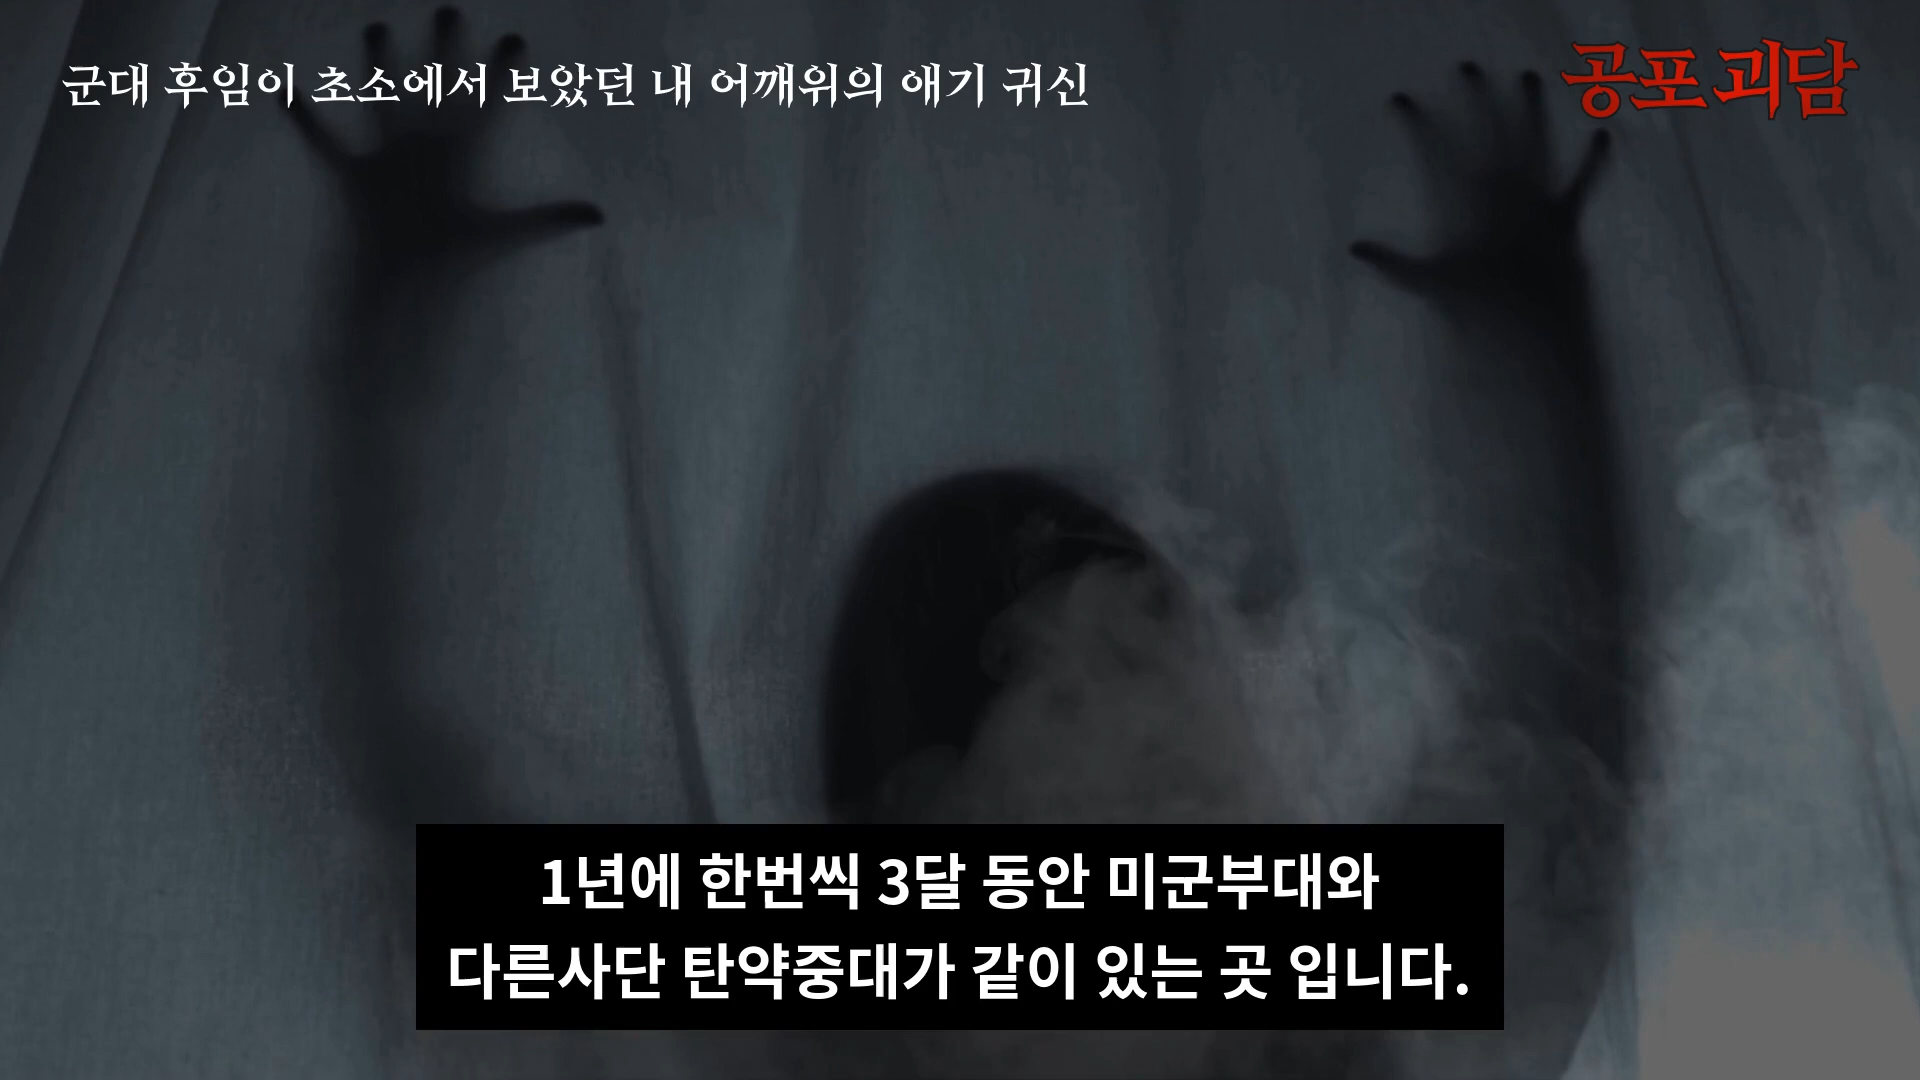 군대 후임이 초소에서 보았던 내 어깨위의 애기 귀신
공포 괴담
1년에 한번씩 3달 동안 미군부대와
다른사단 탄약중대가 같이 있는 곳 입니다.